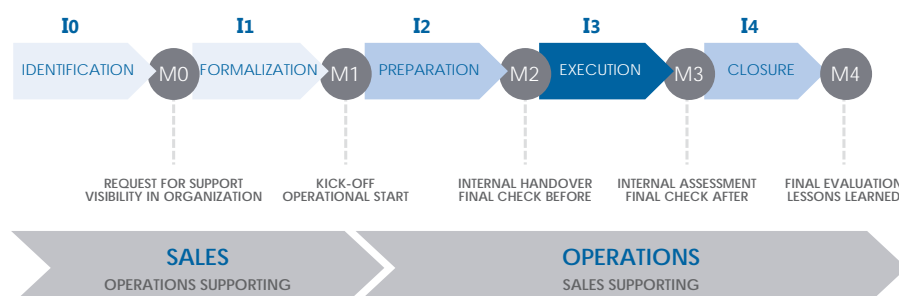 I0 I1 I2 I3 I4
IDENTIFICATION M0 FORMALIZATION M1 PREPARATION M2 EXECUTION M3 CLOSURE M4
REQUEST FOR SUPPORT
VISIBILITY IN ORGANIZATION
KICK-OFF
OPERATIONAL START
INTERNAL HANDOVER
FINAL CHECK BEFORE
INTERNAL ASSESSMENT
FINAL CHECK AFTER
FINAL EVALUATION
LESSONS LEARNED
SALES
OPERATIONS SUPPORTING
OPERATIONS
SALES SUPPORTING